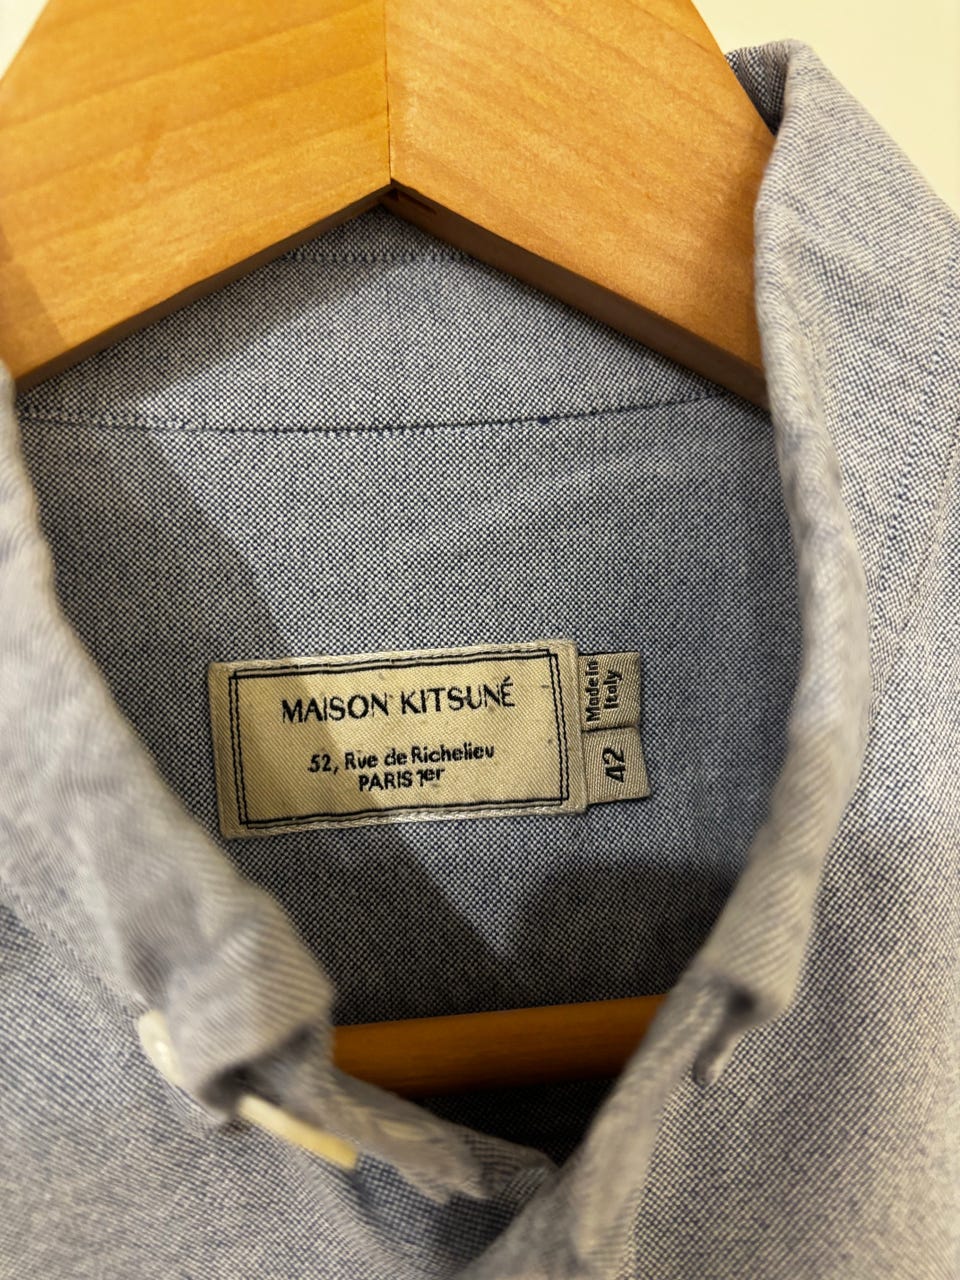 MAISON KITSUNÉ
52, Rue de Richelieu
PARIS 1er
Made in
Italy
42